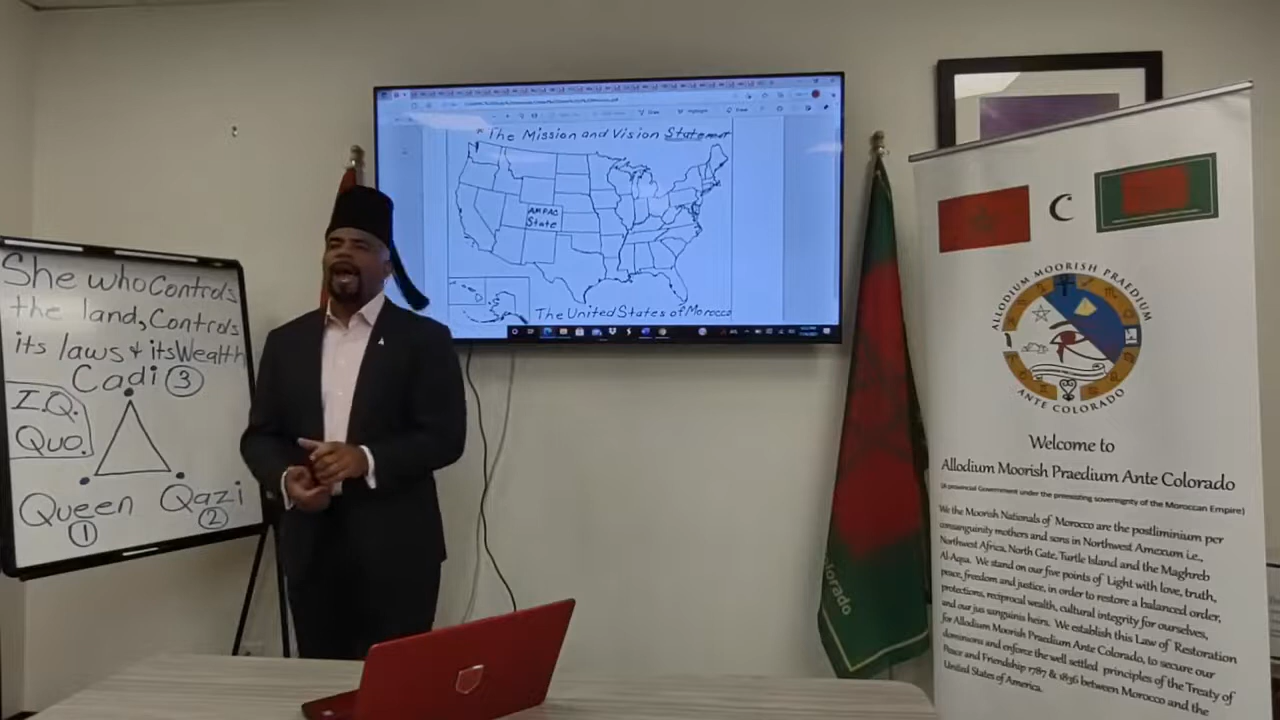 She who Controls
the land, Controls
its laws & its Wealth
Cadi 3
I.Q.
Quo.
Queen
1
Qazi
2
The Mission and Vision Statement
AMPAC
State
The United States of Morocco
olorado
ALLODIUM MOORISH PRAEDIUM
ANTE COLORADO
Welcome to
Allodium Moorish Praedium Ante Colorado
(A provincial Government under the preexisting sovereignty of the Moroccan Empire)
We the Moorish Nationals of Morocco are the postliminium per
consanguinity mothers and sons in Northwest Amexum i.e.,
Northwest Africa, North Gate, Turtle Island and the Maghreb
Al-Aqsa. We stand on our five points of Light with love, truth,
peace, freedom and justice, in order to restore a balanced order,
protections, reciprocal wealth, cultural integrity for ourselves,
and our jus sanguinis heirs. We establish this Law of Restoration
for Allodium Moorish Praedium Ante Colorado, to secure our
dominions and enforce the well settled principles of the Treaty of
Peace and Friendship 1787 & 1836 between Morocco and the
United States of America.